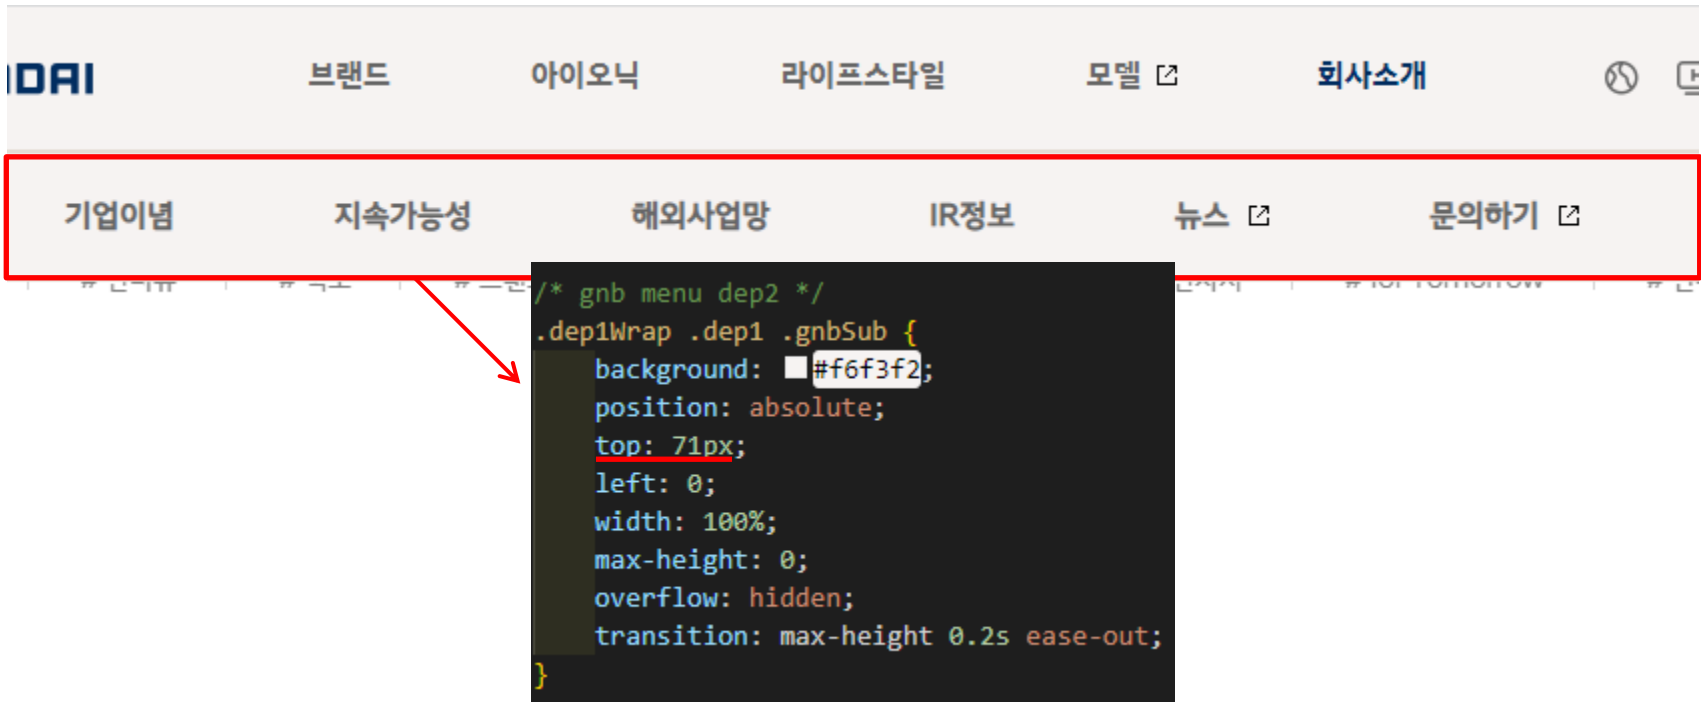 브랜드 아이오닉 라이프스타일 모델 회사소개
기업이념 지속가능성 해외사업망 IR정보 뉴스 문의하기
/* gnb menu dep2 */
.dep1Wrap .dep1 .gnbSub {
background: #f6f3f2;
position: absolute;
top: 71px;
left: 0;
width: 100%;
max-height: 0;
overflow: hidden;
transition: max-height 0.2s ease-out;
}